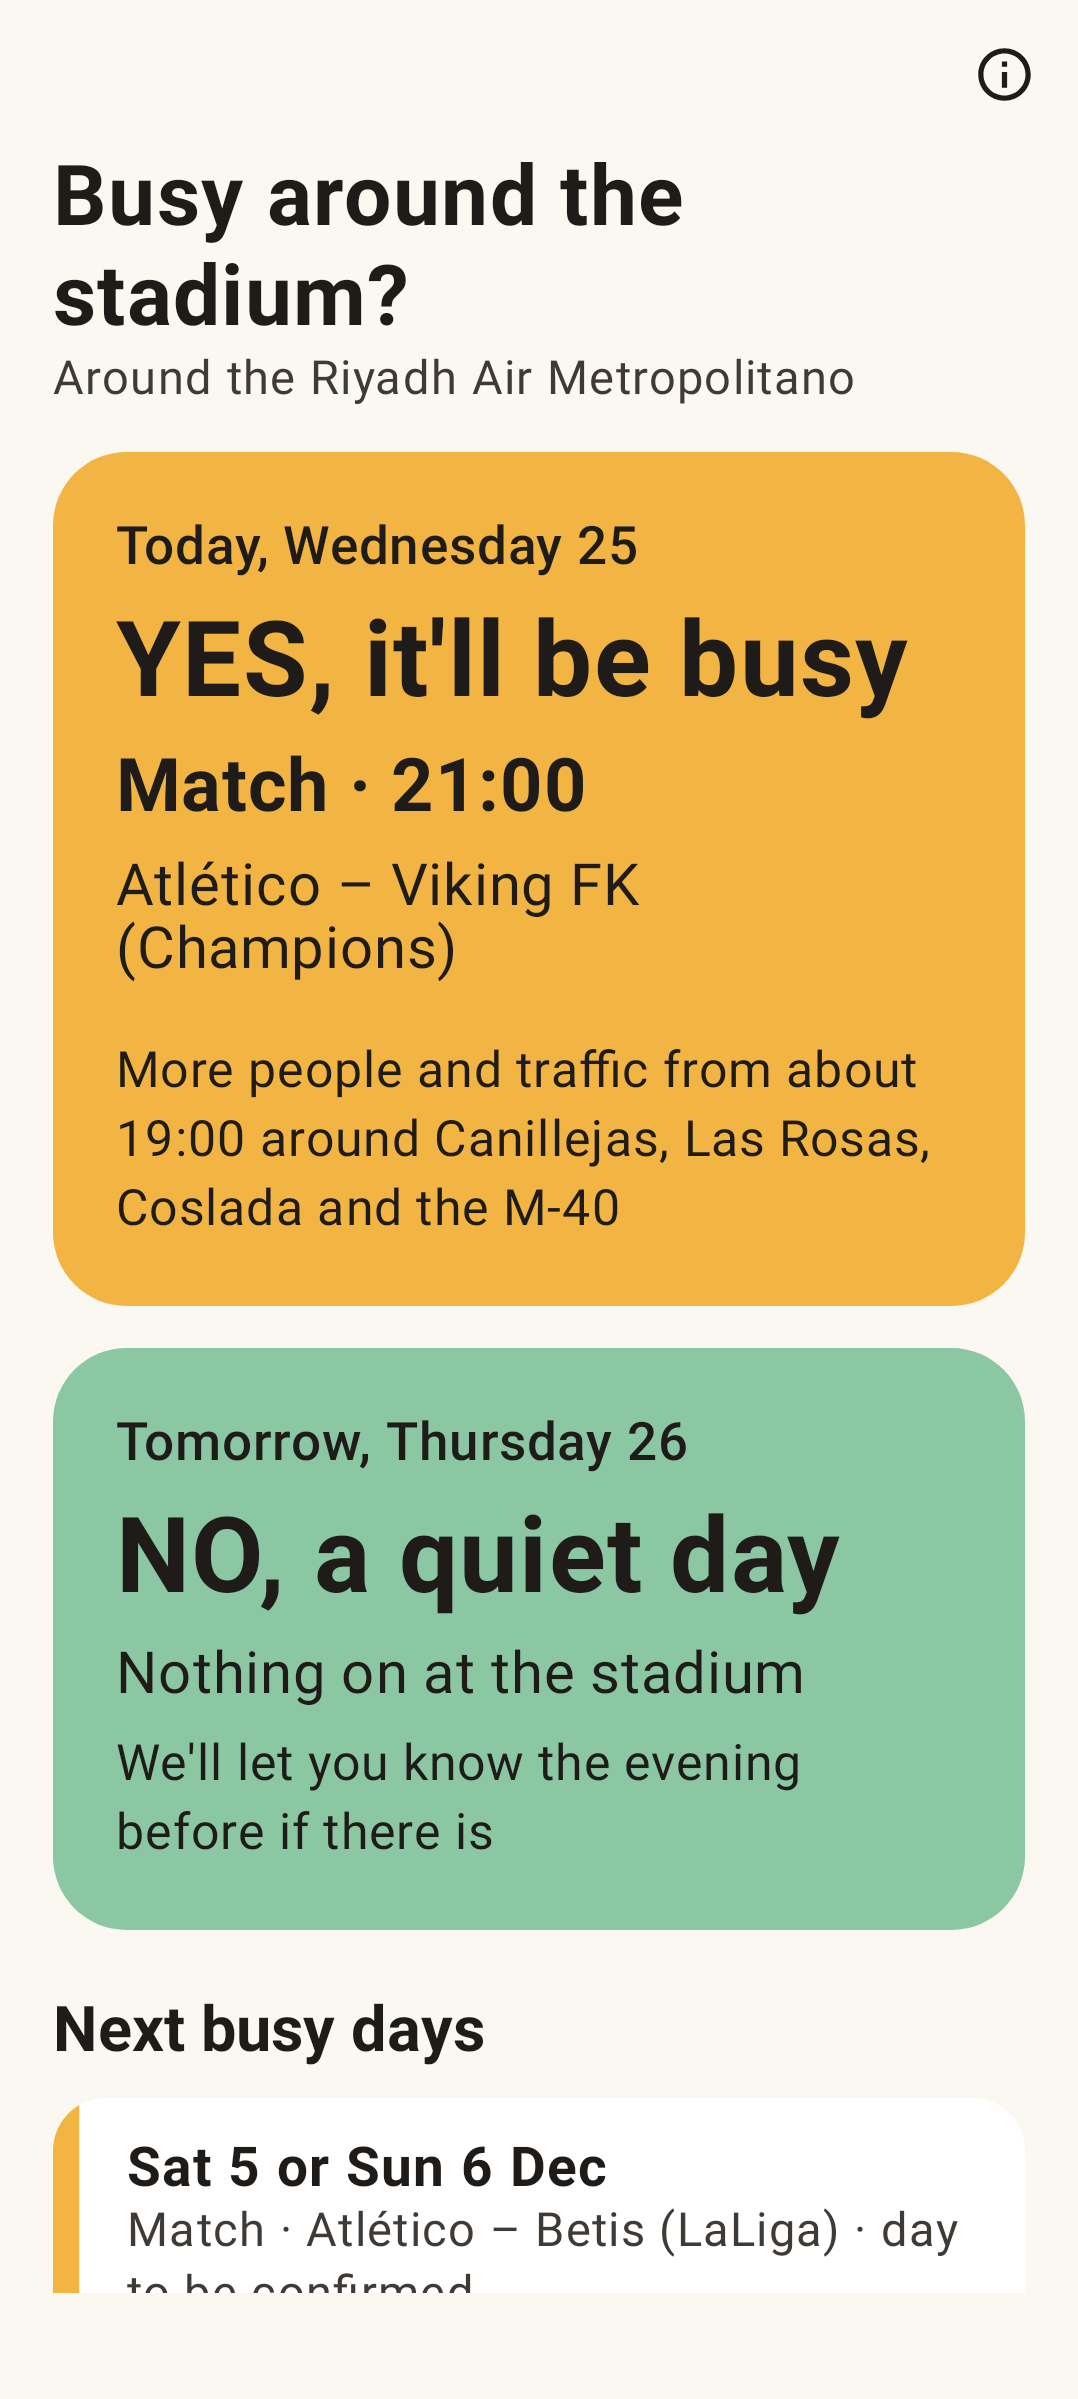 Busy around the
stadium?
Around the Riyadh Air Metropolitano
Today, Wednesday 25
YES, it'll be busy
Match · 21:00
Atlético – Viking FK
(Champions)
More people and traffic from about
19:00 around Canillejas, Las Rosas,
Coslada and the M-40
Tomorrow, Thursday 26
NO, a quiet day
Nothing on at the stadium
We'll let you know the evening
before if there is
Next busy days
Sat 5 or Sun 6 Dec
Match · Atlético – Betis (LaLiga) · day
to be confirmed